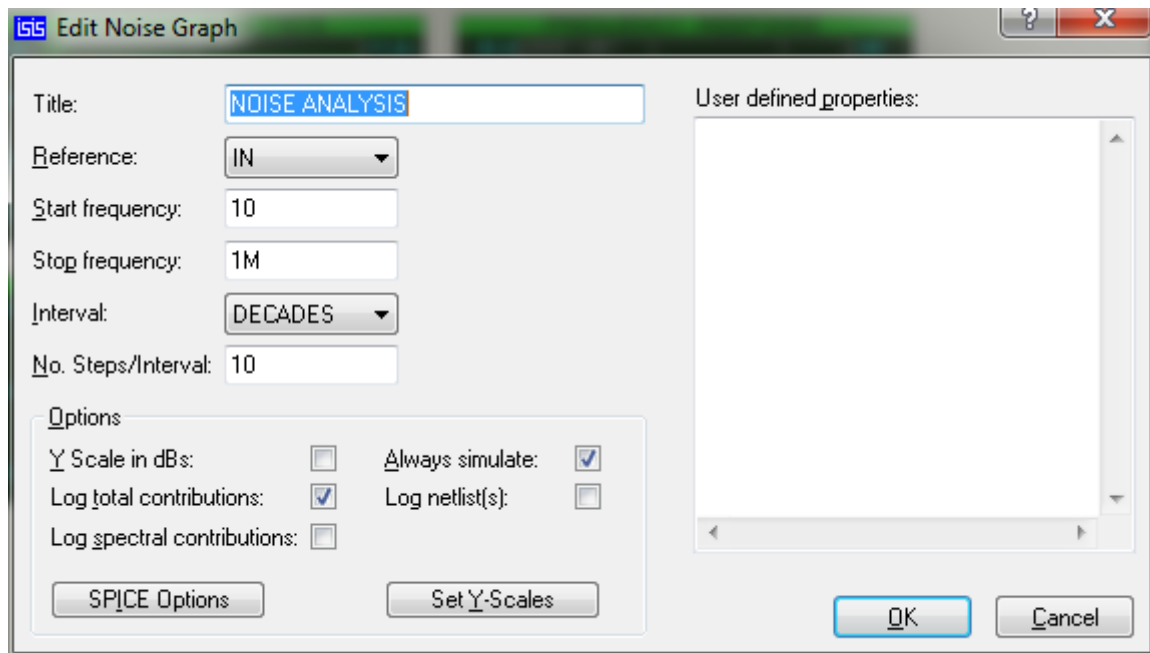 isis Edit Noise Graph
?
X
Title: NOISE ANALYSIS
Reference: IN
Start frequency: 10
Stop frequency: 1M
Interval: DECADES
No. Steps/Interval: 10
User defined properties:
Options
Y Scale in dBs:
Always simulate:
Log total contributions:
Log netlist(s):
Log spectral contributions:
SPICE Options
Set Y-Scales
OK
Cancel